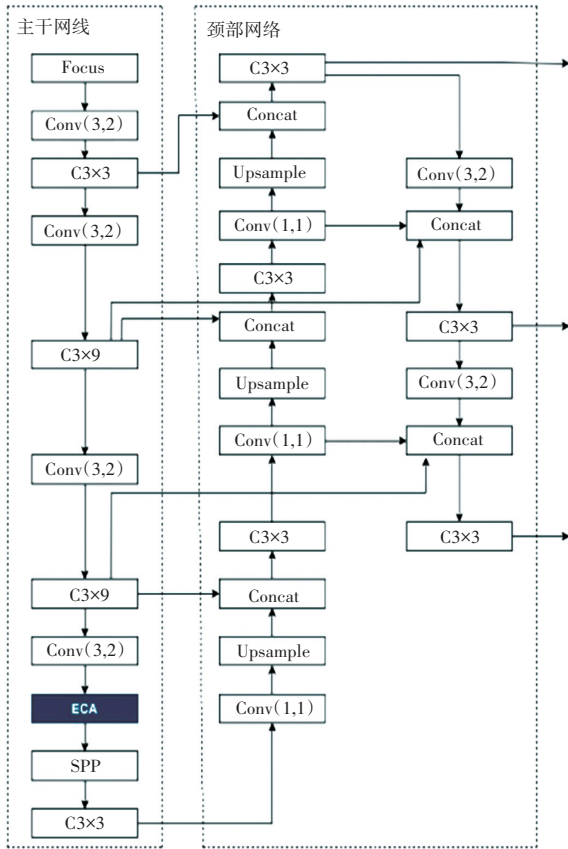 主干网线
Focus
Conv(3,2)
C3×3
Conv(3,2)
C3×9
Conv(3,2)
C3×9
Conv(3,2)
ECA
SPP
C3×3
颈部网络
C3×3
Concat
Upsample
Conv(1,1)
C3×3
Concat
Upsample
Conv(1,1)
C3×3
Concat
Upsample
Conv(1,1)
Conv(3,2)
Concat
C3×3
Conv(3,2)
Concat
C3×3